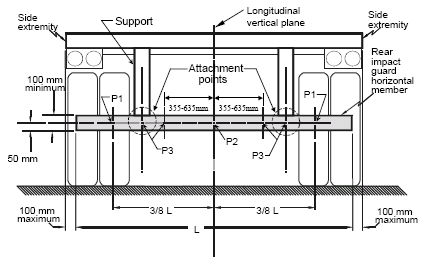 Side
extremity
Support
Longitudinal
vertical plane
Side
extremity
Rear
impact
guard
horizontal
member
100 mm
minimum
Attachment
points
P1
355-635mm
355-635mm
P1
50 mm
P3
P2
P3
100 mm
maximum
3/8 L
3/8 L
L
100 mm
maximum